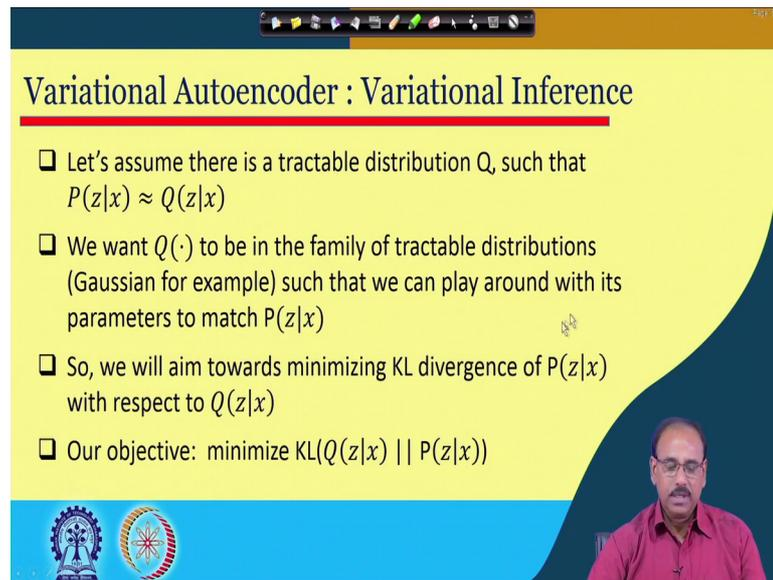 Page
Variational Autoencoder : Variational Inference
❑ Let's assume there is a tractable distribution Q, such that
P(z|x) ≈ Q(z|x)
❑ We want Q(·) to be in the family of tractable distributions
(Gaussian for example) such that we can play around with its
parameters to match P(z|x)
❑ So, we will aim towards minimizing KL divergence of P(z|x)
with respect to Q(z|x)
❑ Our objective: minimize KL(Q(z|x) || P(z|x))